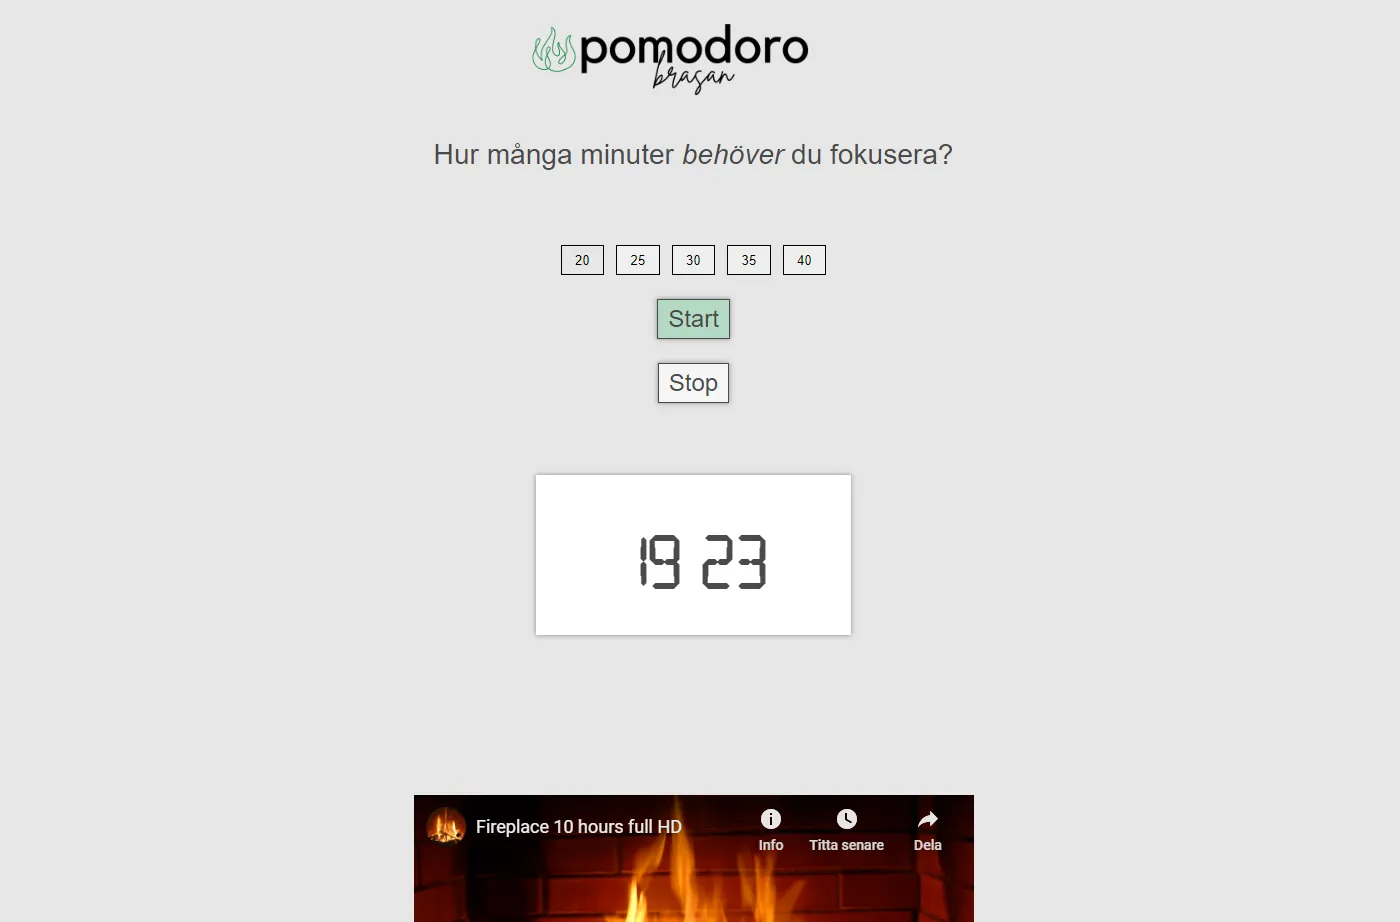 pomodoro
brasan
Hur många minuter behöver du fokusera?
20 25 30 35 40
Start
Stop
19 23
Fireplace 10 hours full HD
Info Titta senare Dela